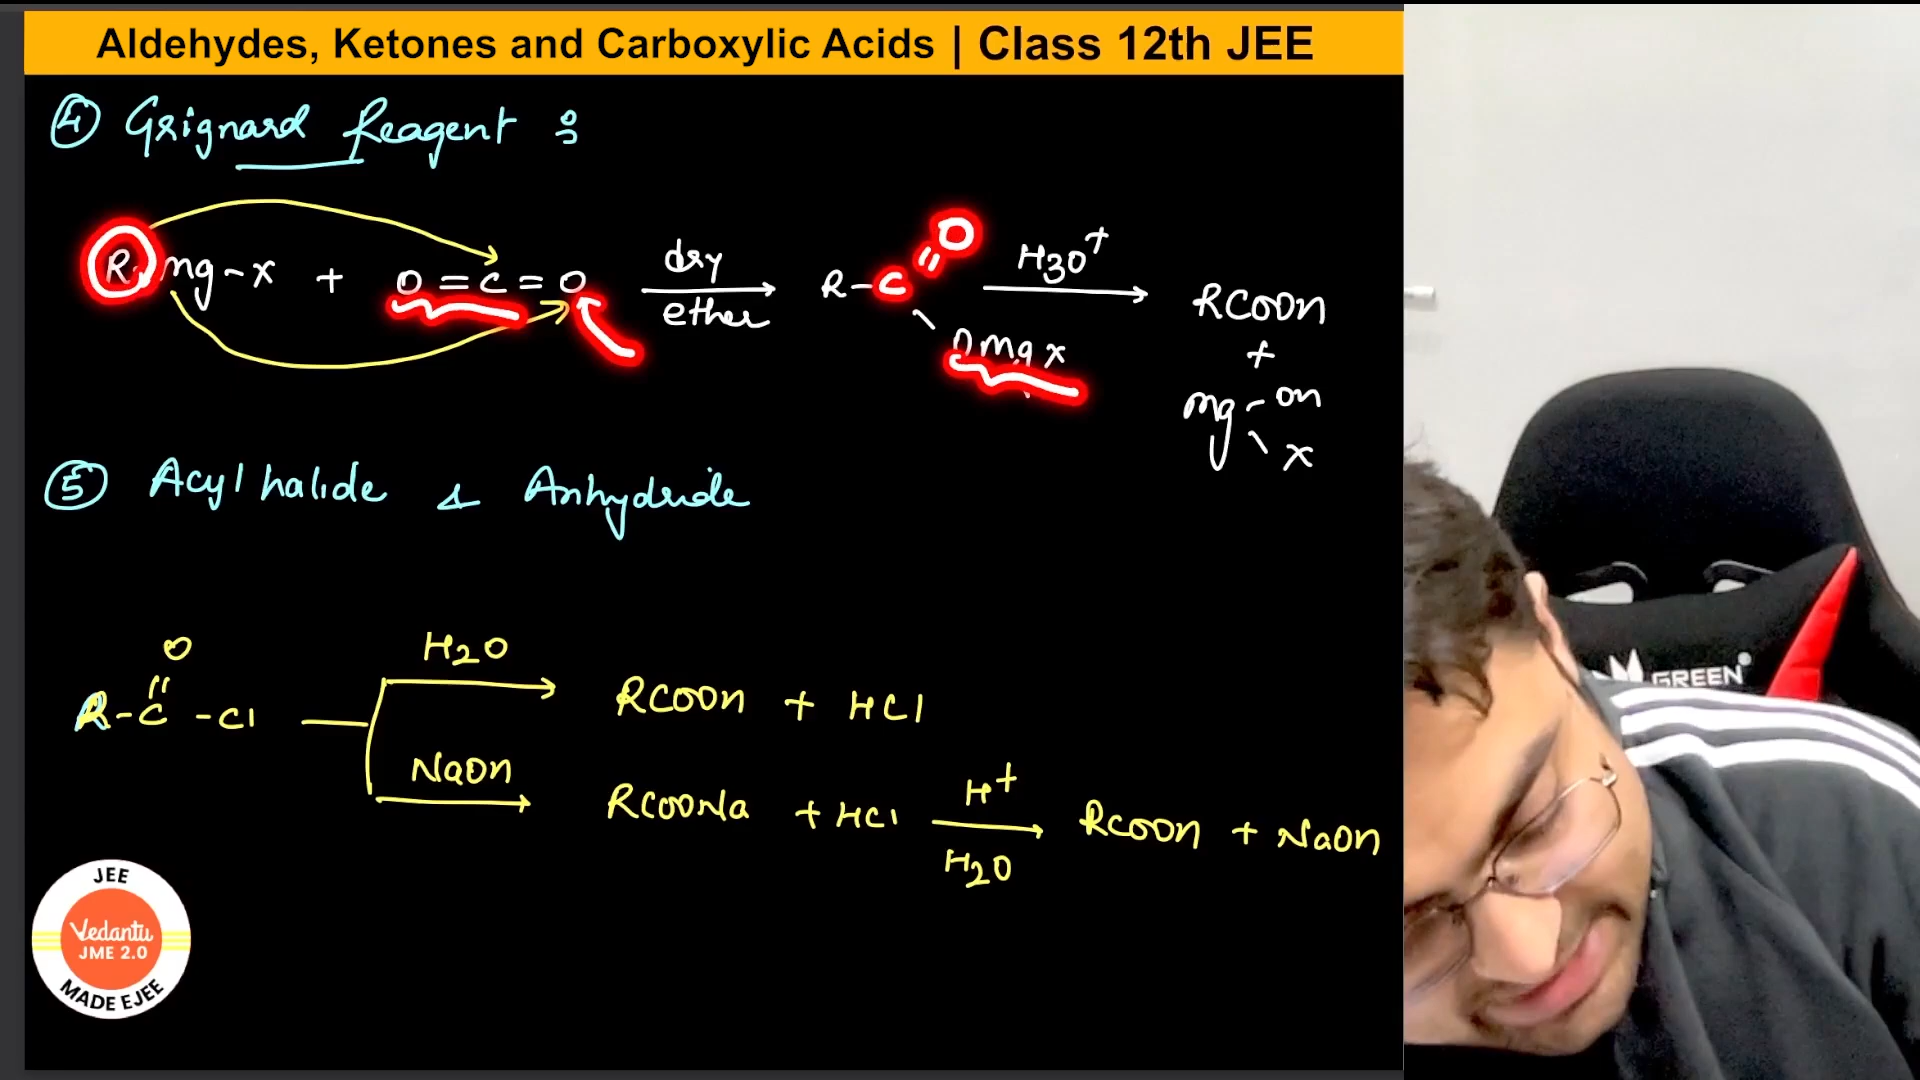 Aldehydes, Ketones and Carboxylic Acids | Class 12th JEE
④ Grignard Reagent :
R-mg-x + O=C=O dry ether R-C=O OMgx H3O+ RCOOH
+
mg-OH
x
⑤ Acyl halide & Anhydride
R-C-Cl O H2O RCOOH + HCl
NaOH RCOONa + HCl H+ H2O RCOOH + NaOH
JEE
Vedantu
JME 2.0
MADE EJEE
GREEN